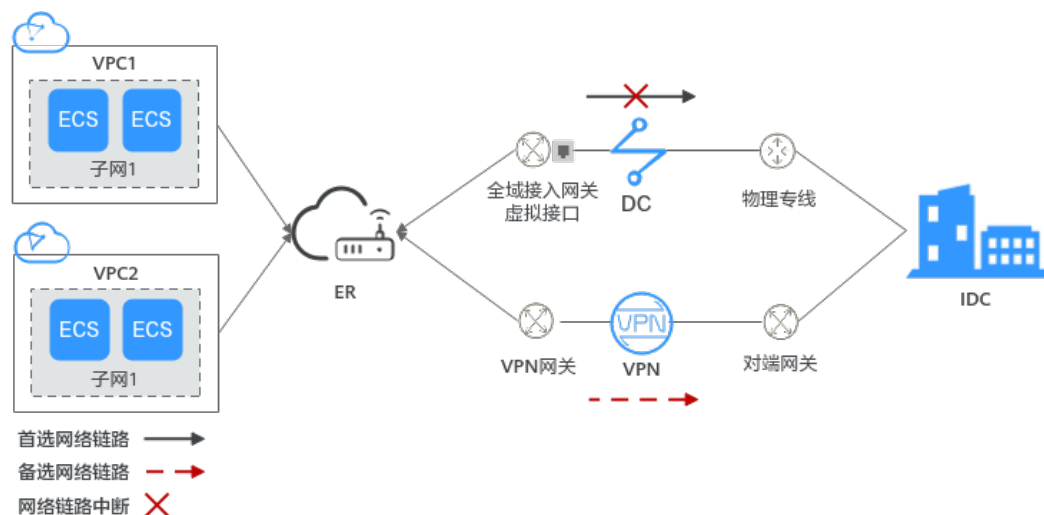 VPC1
ECS
ECS
子网1
VPC2
ECS
ECS
子网1
ER
全域接入网关
虚拟接口
DC
物理专线
VPN网关
VPN
VPN
对端网关
IDC
首选网络链路
备选网络链路
网络链路中断